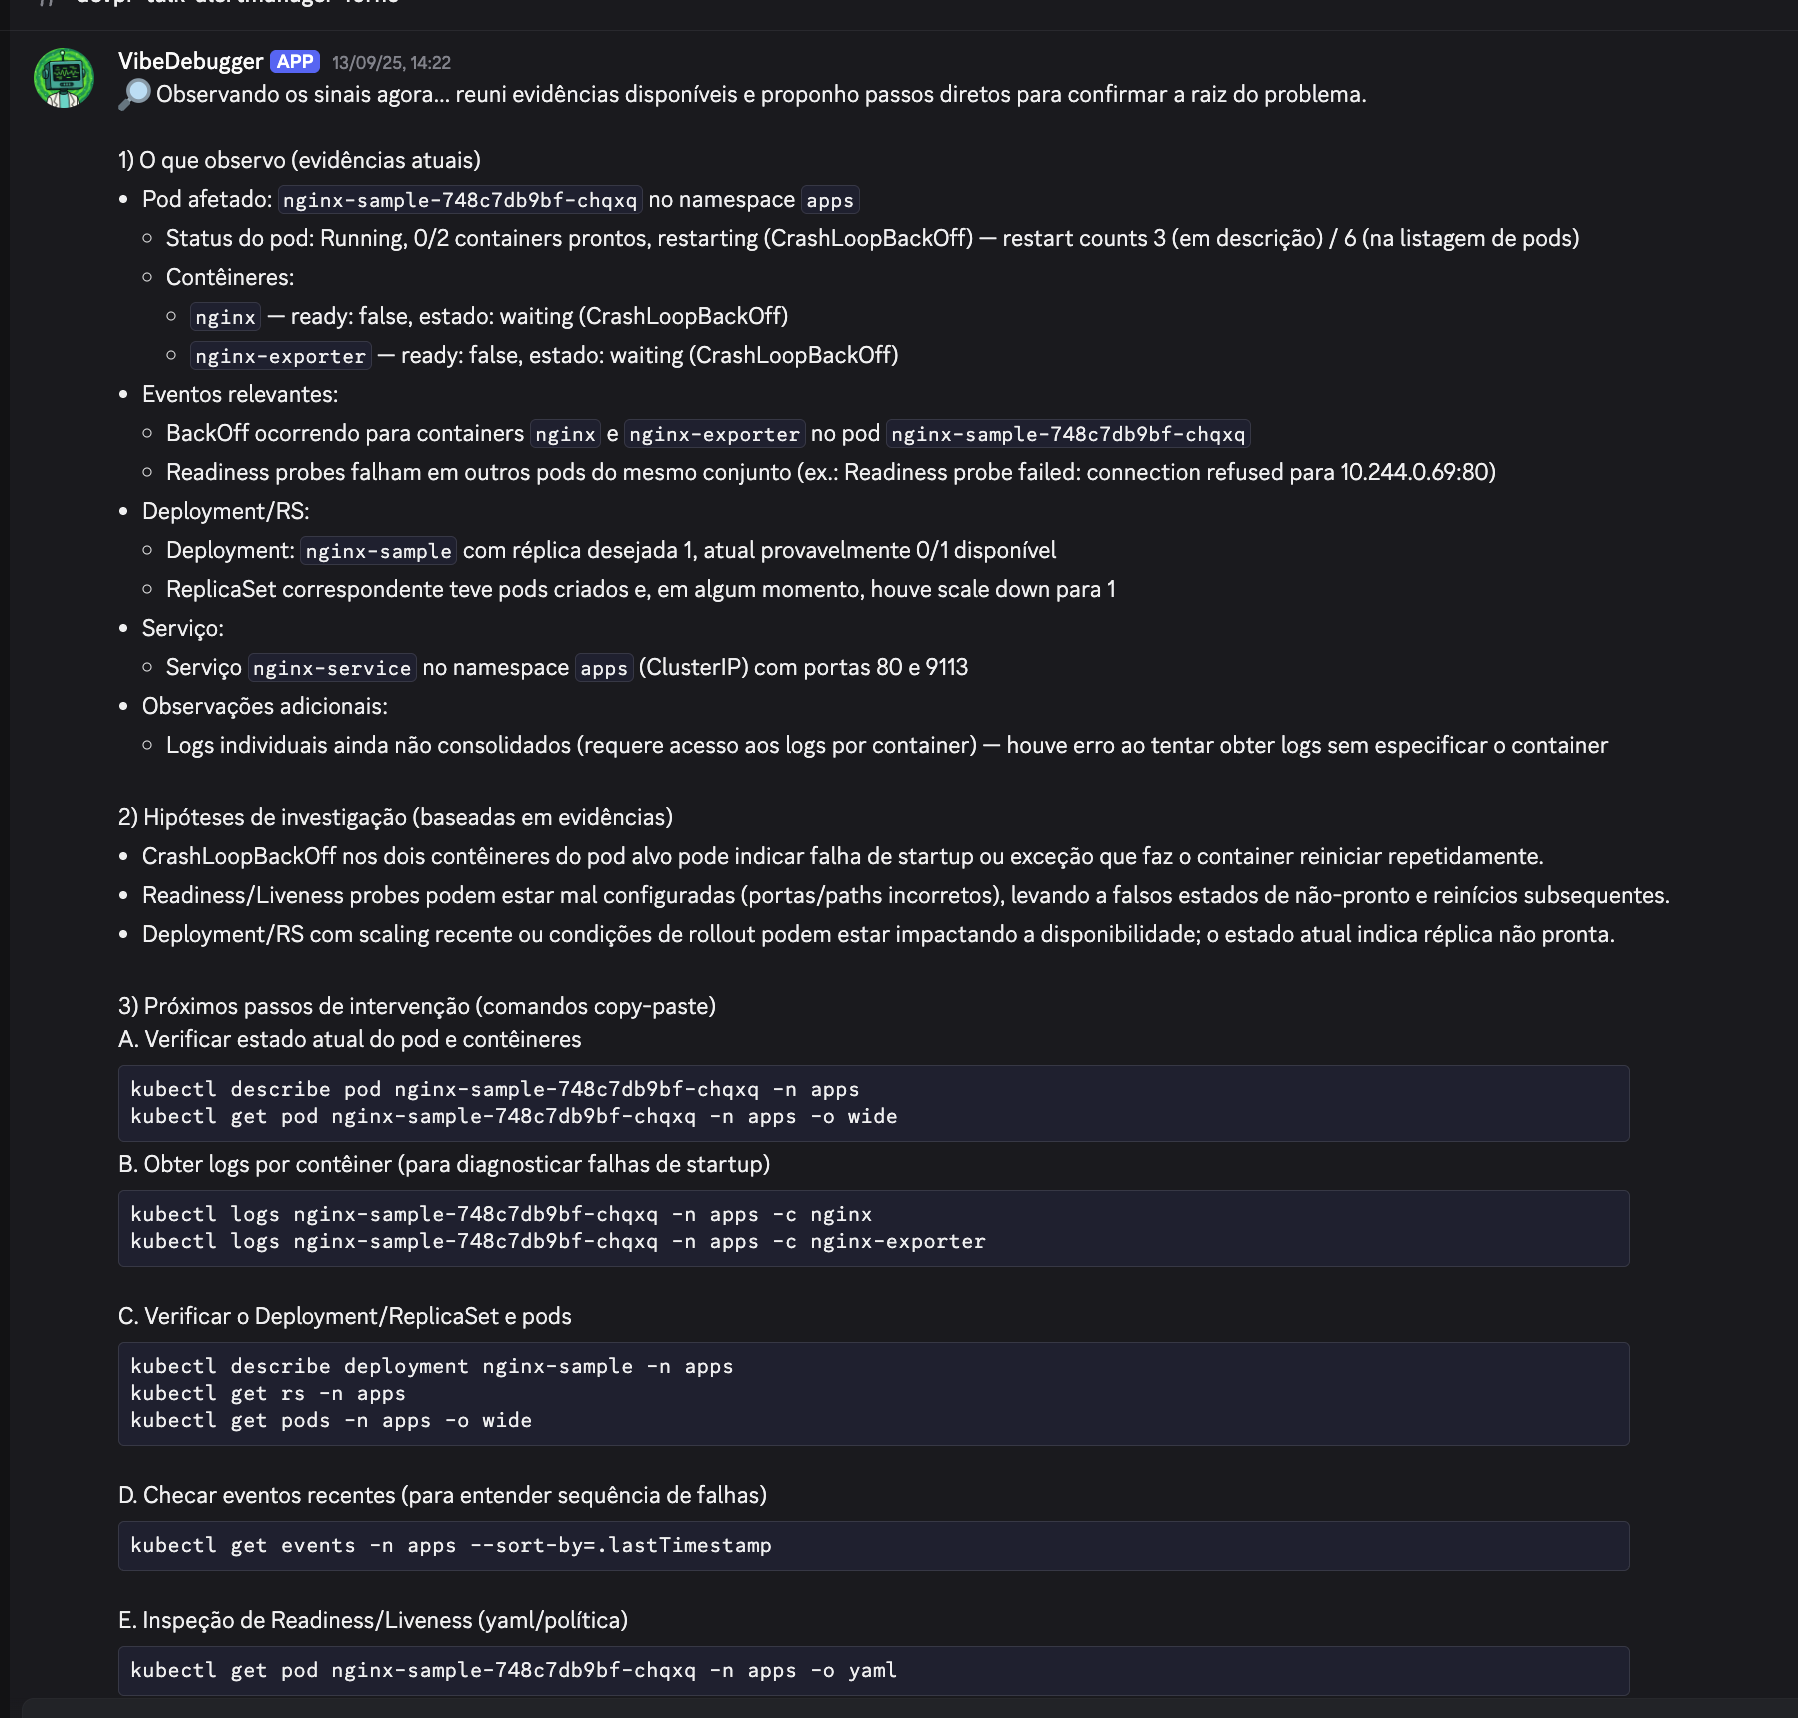 VibeDebugger APP 13/09/25, 14:22
Observando os sinais agora... reuni evidências disponíveis e proponho passos diretos para confirmar a raiz do problema.
1) O que observo (evidências atuais)
• Pod afetado: nginx-sample-748c7db9bf-chqxq no namespace apps
◦ Status do pod: Running, 0/2 containers prontos, restarting (CrashLoopBackOff) — restart counts 3 (em descrição) / 6 (na listagem de pods)
◦ Contêineres:
◦ nginx — ready: false, estado: waiting (CrashLoopBackOff)
◦ nginx-exporter — ready: false, estado: waiting (CrashLoopBackOff)
• Eventos relevantes:
◦ BackOff ocorrendo para containers nginx e nginx-exporter no pod nginx-sample-748c7db9bf-chqxq
◦ Readiness probes falham em outros pods do mesmo conjunto (ex.: Readiness probe failed: connection refused para 10.244.0.69:80)
• Deployment/RS:
◦ Deployment: nginx-sample com réplica desejada 1, atual provavelmente 0/1 disponível
◦ ReplicaSet correspondente teve pods criados e, em algum momento, houve scale down para 1
• Serviço:
◦ Serviço nginx-service no namespace apps (ClusterIP) com portas 80 e 9113
• Observações adicionais:
◦ Logs individuais ainda não consolidados (requere acesso aos logs por container) — houve erro ao tentar obter logs sem especificar o container
2) Hipóteses de investigação (baseadas em evidências)
• CrashLoopBackOff nos dois contêineres do pod alvo pode indicar falha de startup ou exceção que faz o container reiniciar repetidamente.
• Readiness/Liveness probes podem estar mal configuradas (portas/paths incorretos), levando a falsos estados de não-pronto e reinícios subsequentes.
• Deployment/RS com scaling recente ou condições de rollout podem estar impactando a disponibilidade; o estado atual indica réplica não pronta.
3) Próximos passos de intervenção (comandos copy-paste)
A. Verificar estado atual do pod e contêineres
kubectl describe pod nginx-sample-748c7db9bf-chqxq -n apps
kubectl get pod nginx-sample-748c7db9bf-chqxq -n apps -o wide
B. Obter logs por contêiner (para diagnosticar falhas de startup)
kubectl logs nginx-sample-748c7db9bf-chqxq -n apps -c nginx
kubectl logs nginx-sample-748c7db9bf-chqxq -n apps -c nginx-exporter
C. Verificar o Deployment/ReplicaSet e pods
kubectl describe deployment nginx-sample -n apps
kubectl get rs -n apps
kubectl get pods -n apps -o wide
D. Checar eventos recentes (para entender sequência de falhas)
kubectl get events -n apps --sort-by=.lastTimestamp
E. Inspeção de Readiness/Liveness (yaml/política)
kubectl get pod nginx-sample-748c7db9bf-chqxq -n apps -o yaml